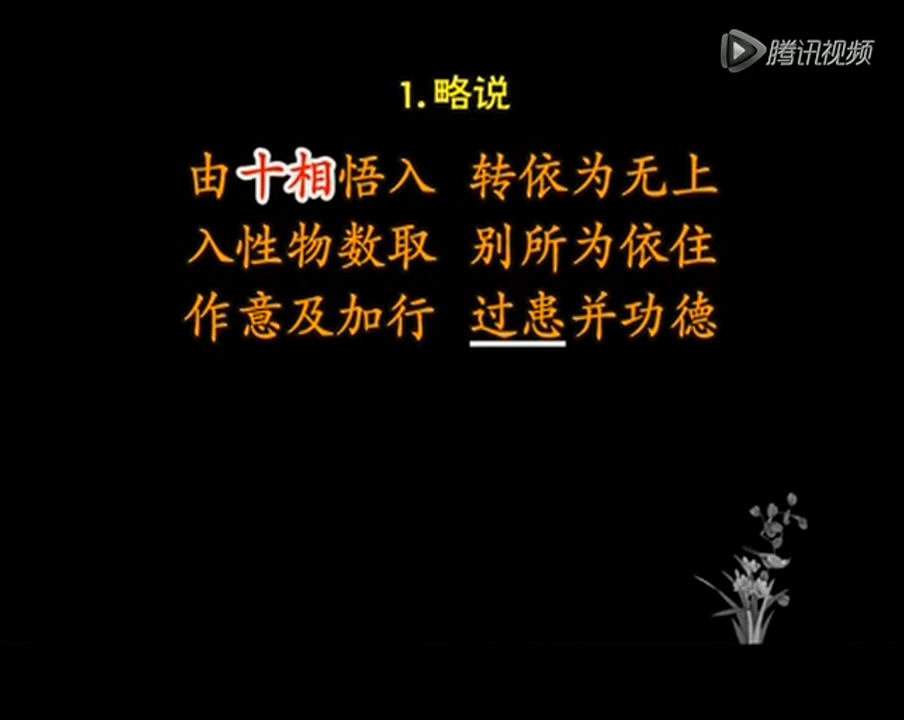 腾讯视频
1.略说
由十相悟入 转依为无上
入性物数取 别所为依住
作意及加行 过患并功德